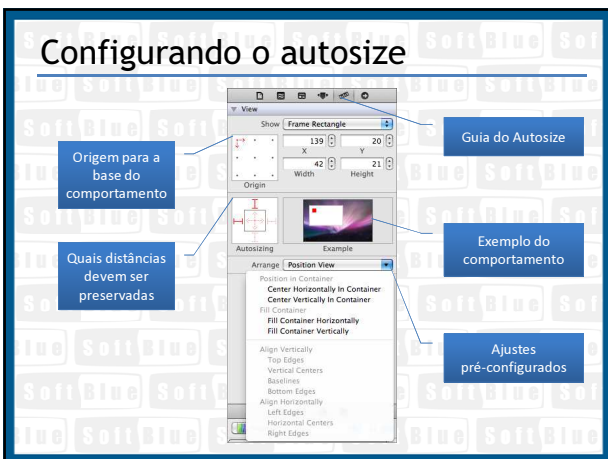 Configurando o autosize
View
Show Frame Rectangle
139 20
X Y
42 21
Width Height
Origin
Autosizing Example
Arrange Position View
Position in Container
Center Horizontally In Container
Center Vertically In Container
Fill Container
Fill Container Horizontally
Fill Container Vertically
Align Vertically
Top Edges
Vertical Centers
Baselines
Bottom Edges
Align Horizontally
Left Edges
Horizontal Centers
Right Edges
Origem para a
base do
comportamento
Quais distâncias
devem ser
preservadas
Guia do Autosize
Exemplo do
comportamento
Ajustes
pré-configurados
Soft Blue